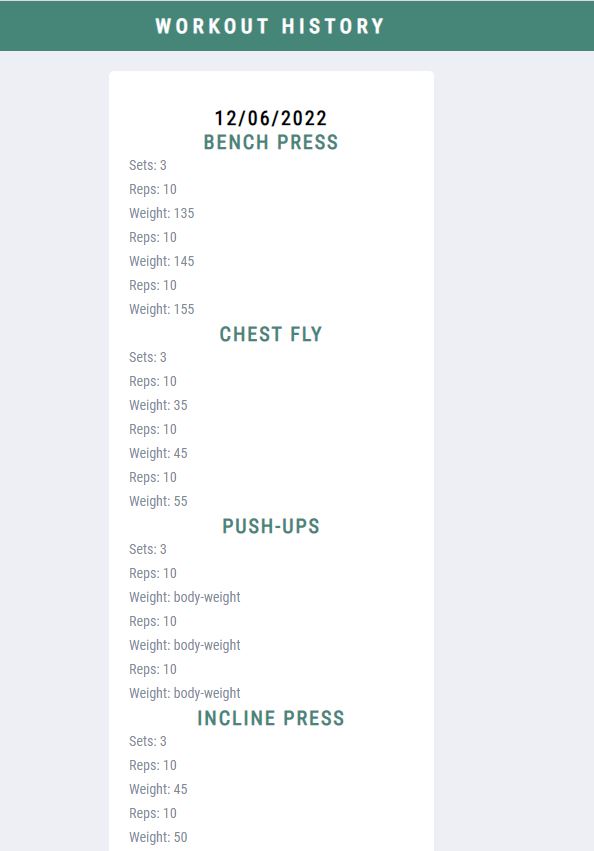 WORKOUT HISTORY
12/06/2022
BENCH PRESS
Sets: 3
Reps: 10
Weight: 135
Reps: 10
Weight: 145
Reps: 10
Weight: 155
CHEST FLY
Sets: 3
Reps: 10
Weight: 35
Reps: 10
Weight: 45
Reps: 10
Weight: 55
PUSH-UPS
Sets: 3
Reps: 10
Weight: body-weight
Reps: 10
Weight: body-weight
Reps: 10
Weight: body-weight
INCLINE PRESS
Sets: 3
Reps: 10
Weight: 45
Reps: 10
Weight: 50